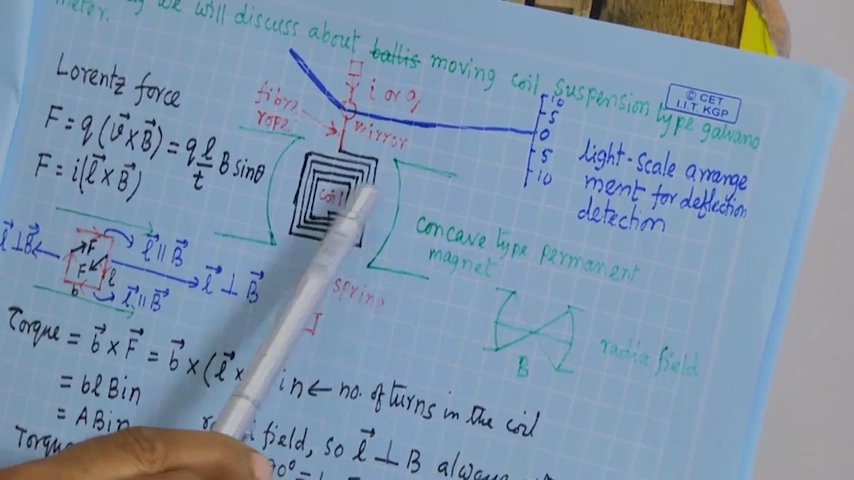 we will discuss about ballis moving coil suspension type galvano
meter.
© CET
I.I.T. KGP
Lorentz force
F = q(v⃗×B⃗) = q l/t B sinθ
F = i(l⃗×B⃗)
fibre
rope
i or q
mirror
coil
spring
10
5
0
5
10
light-scale arrange
ment for deflection
detection
concave type permanent
magnet
B
radia field
l⃗⊥B⃗
F
F
l
b
l⃗ ∥ B⃗
l⃗ ⊥ B⃗
l⃗ ∥ B⃗
Torque = b⃗ × F⃗ = b⃗ × (l⃗ × in ← no. of turns in the coil
= blBin
= ABin
field, so l⃗ ⊥ B always
Torque